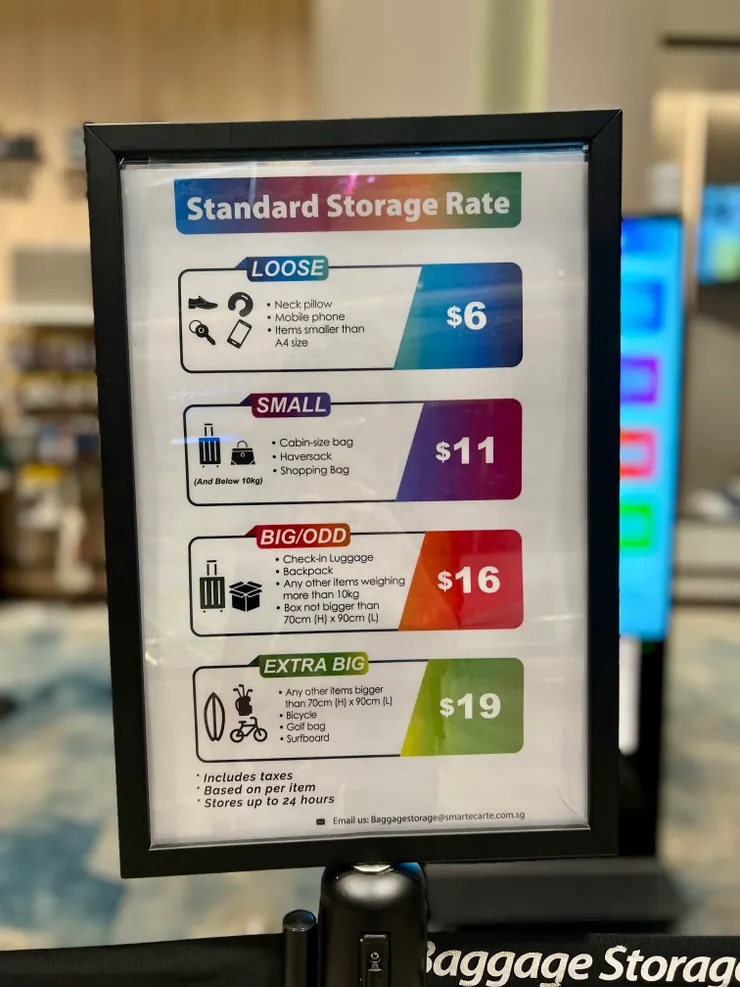 Standard Storage Rate
LOOSE
• Neck pillow
• Mobile phone
• Items smaller than
A4 size
$6
SMALL
(And Below 10kg)
• Cabin-size bag
• Haversack
• Shopping Bag
$11
BIG/ODD
• Check-in Luggage
• Backpack
• Any other items weighing
more than 10kg
• Box not bigger than
70cm (H) x 90cm (L)
$16
EXTRA BIG
• Any other items bigger
than 70cm (H) x 90cm (L)
• Bicycle
• Golf bag
• Surfboard
$19
* Includes taxes
* Based on per item
* Stores up to 24 hours
Email us: Baggagestorage@smartecarte.com.sg
Baggage Storag